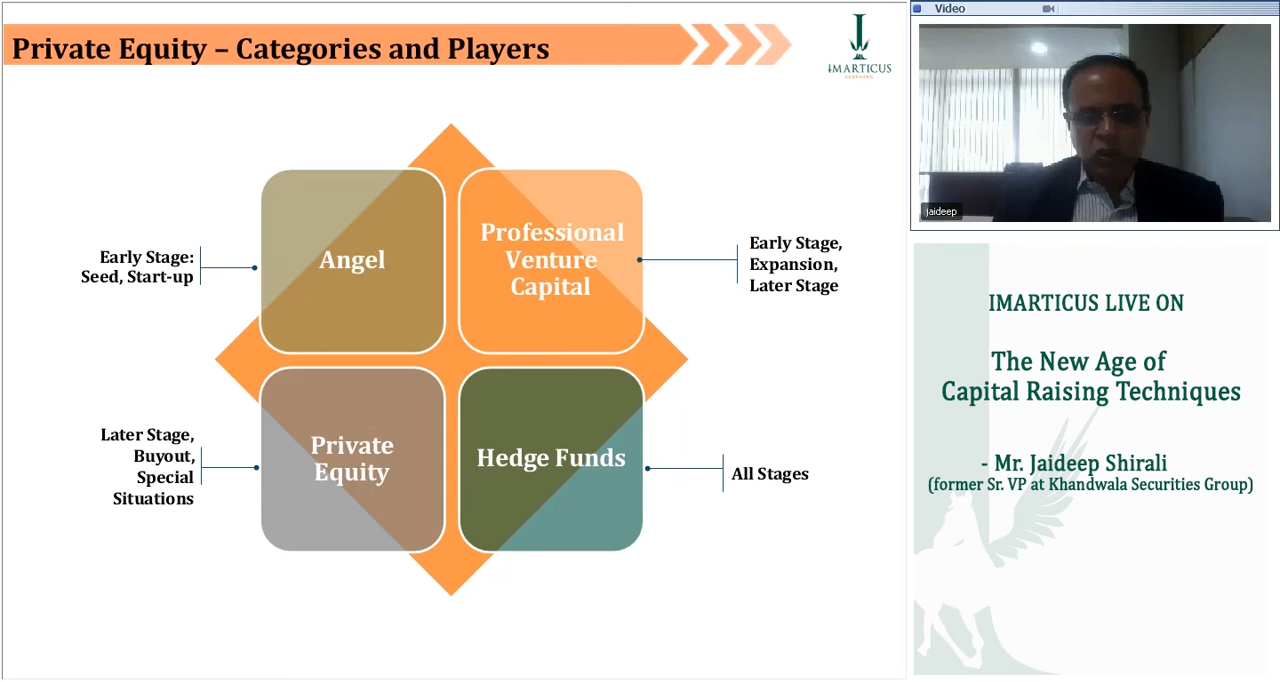 Private Equity – Categories and Players
IMARTICUS
LEARNING
Angel
Professional
Venture
Capital
Early Stage:
Seed, Start-up
Early Stage,
Expansion,
Later Stage
Private
Equity
Hedge Funds
Later Stage,
Buyout,
Special
Situations
All Stages
Video
jaideep
IMARTICUS LIVE ON
The New Age of
Capital Raising Techniques
- Mr. Jaideep Shirali
(former Sr. VP at Khandwala Securities Group)